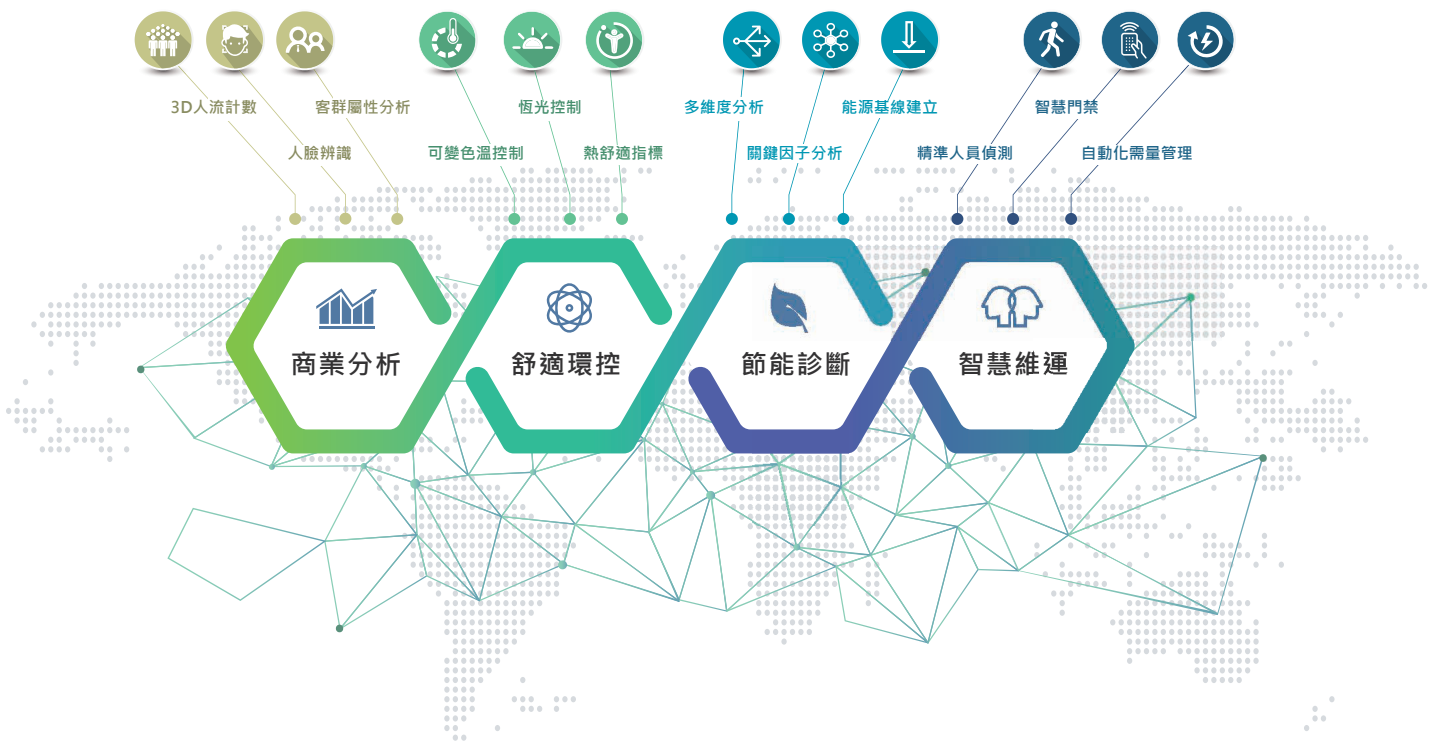 3D人流計數
客群屬性分析
恆光控制
多維度分析
能源基線建立
智慧門禁
人臉辨識
可變色溫控制
熱舒適指標
關鍵因子分析
精準人員偵測
自動化需量管理
商業分析
舒適環控
節能診斷
智慧維運